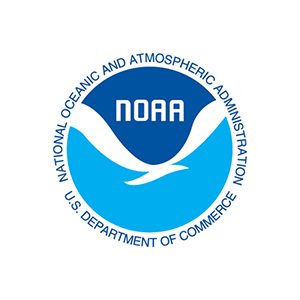 NATIONAL OCEANIC AND ATMOSPHERIC ADMINISTRATION
NOAA
U.S. DEPARTMENT OF COMMERCE